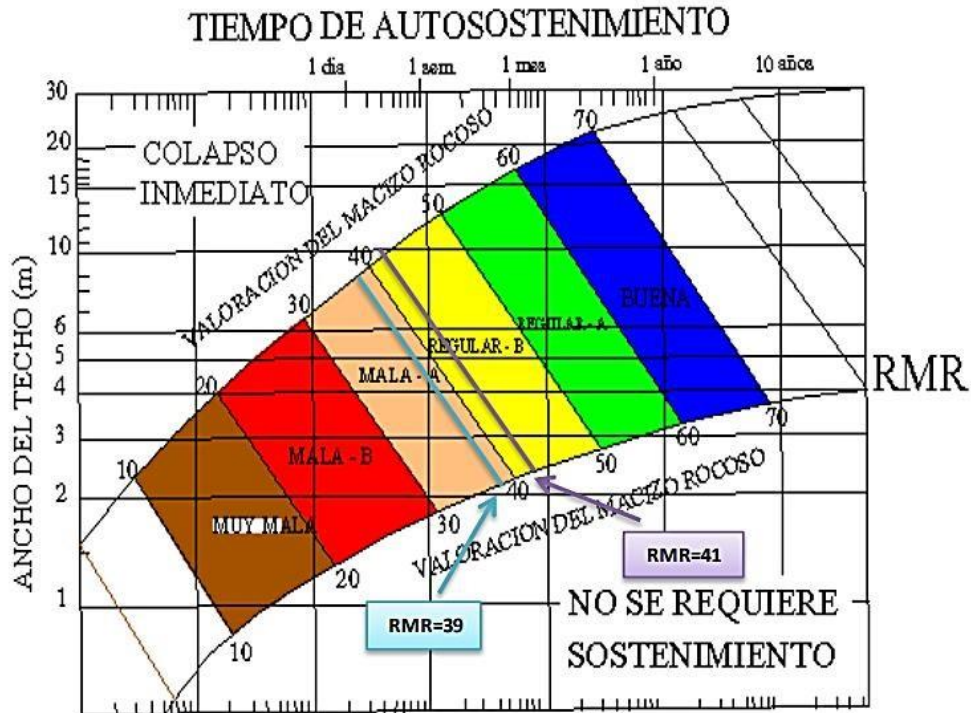 TIEMPO DE AUTOSOSTENIMIENTO
1 dia
1 sem.
1 mes
1 año
10 años
30
20
15
10
6
5
4
3
2
1
ANCHO DEL TECHO (m)
COLAPSO
INMEDIATO
VALORACION DEL MACIZO ROCOSO
10
20
30
40
50
60
70
BUENA
REGULAR - A
REGULAR - B
MALA - A
MALA - B
MUY MALA
RMR
10
20
30
40
50
60
70
VALORACION DEL MACIZO ROCOSO
RMR=41
RMR=39
NO SE REQUIERE
SOSTENIMIENTO